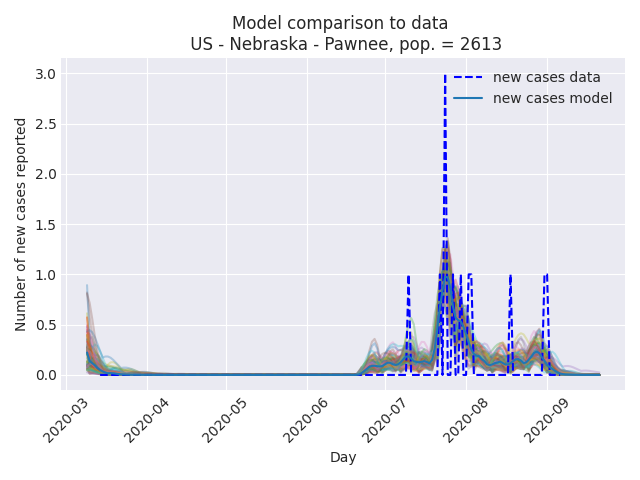 Model comparison to data
US - Nebraska - Pawnee, pop. = 2613
new cases data
new cases model
Number of new cases reported
3.0
2.5
2.0
1.5
1.0
0.5
0.0
2020-03
2020-04
2020-05
2020-06
2020-07
2020-08
2020-09
Day